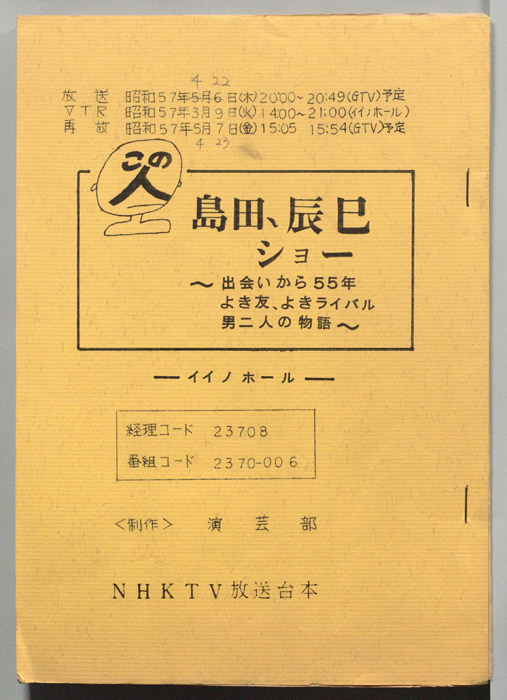 4 22
放送 昭和57年5月6日(木)20:00~20:49(GTV)予定
VTR 昭和57年3月9日(火)14:00~21:00(イイノホール)
再放 昭和57年5月7日(金)15:05 15:54(GTV)予定
4 23
この人
島田、辰巳
ショー
~出会いから55年
よき友、よきライバル
男二人の物語~
―イイノホール―
経理コード 23708
番組コード 2370-006
<制作> 演芸部
NHKTV放送台本